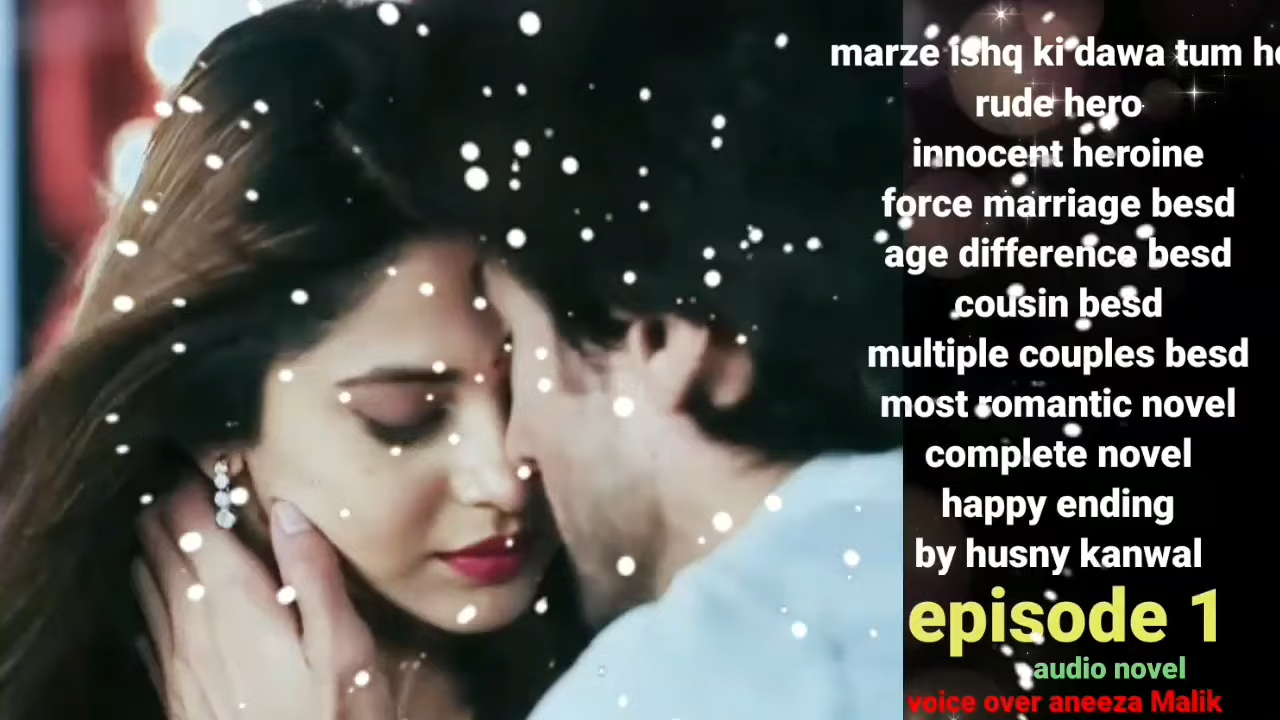 marze ishq ki dawa tum ho
rude hero
innocent heroine
force marriage besd
age difference besd
cousin besd
multiple couples besd
most romantic novel
complete novel
happy ending
by husny kanwal
episode 1
audio novel
voice over aneeza Malik